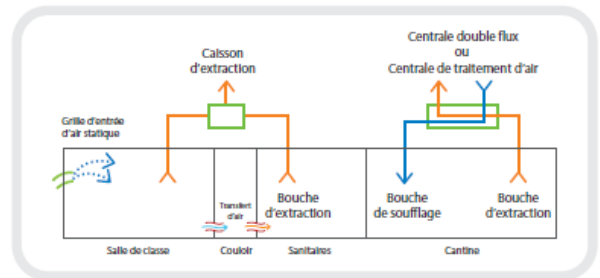 Centrale double flux
ou
Centrale de traitement d'air
Caisson
d'extraction
Grille d'entrée
d'air statique
Transfert
d'air
Bouche
d'extraction
Bouche
de soufflage
Bouche
d'extraction
Salle de classe
Couloir
Sanitaires
Cantine